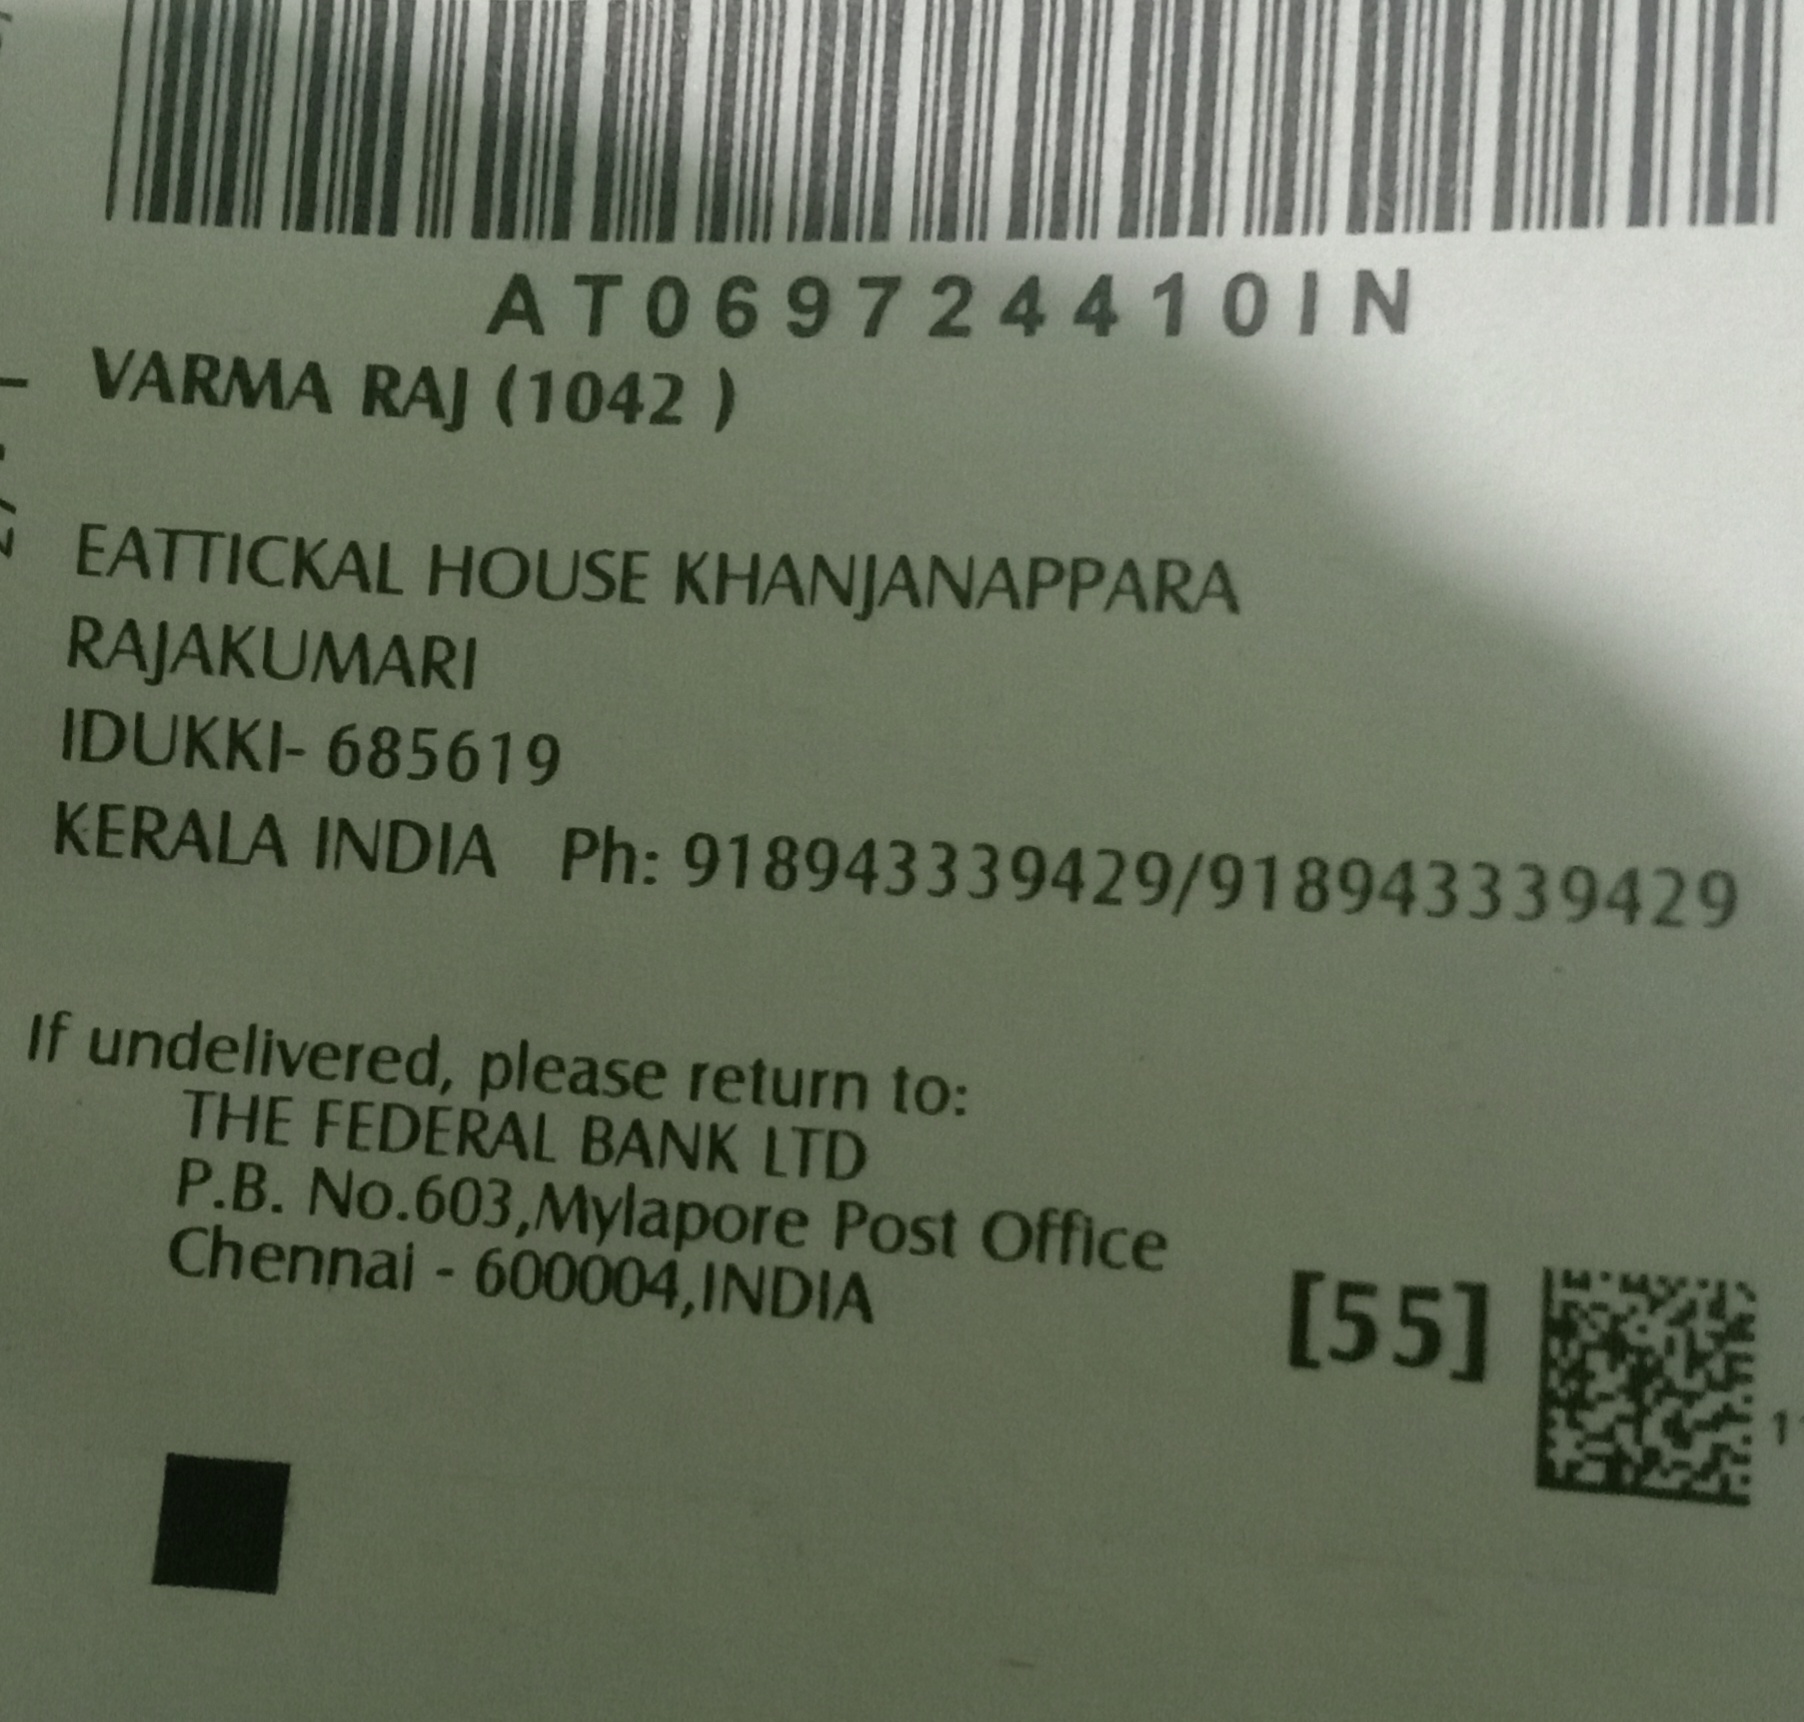 AT069724410IN
VARMA RAJ (1042 )
EATTICKAL HOUSE KHANJANAPPARA
RAJAKUMARI
IDUKKI- 685619
KERALA INDIA Ph: 918943339429/918943339429
If undelivered, please return to:
THE FEDERAL BANK LTD
P.B. No.603,Mylapore Post Office
Chennai - 600004,INDIA
[55]